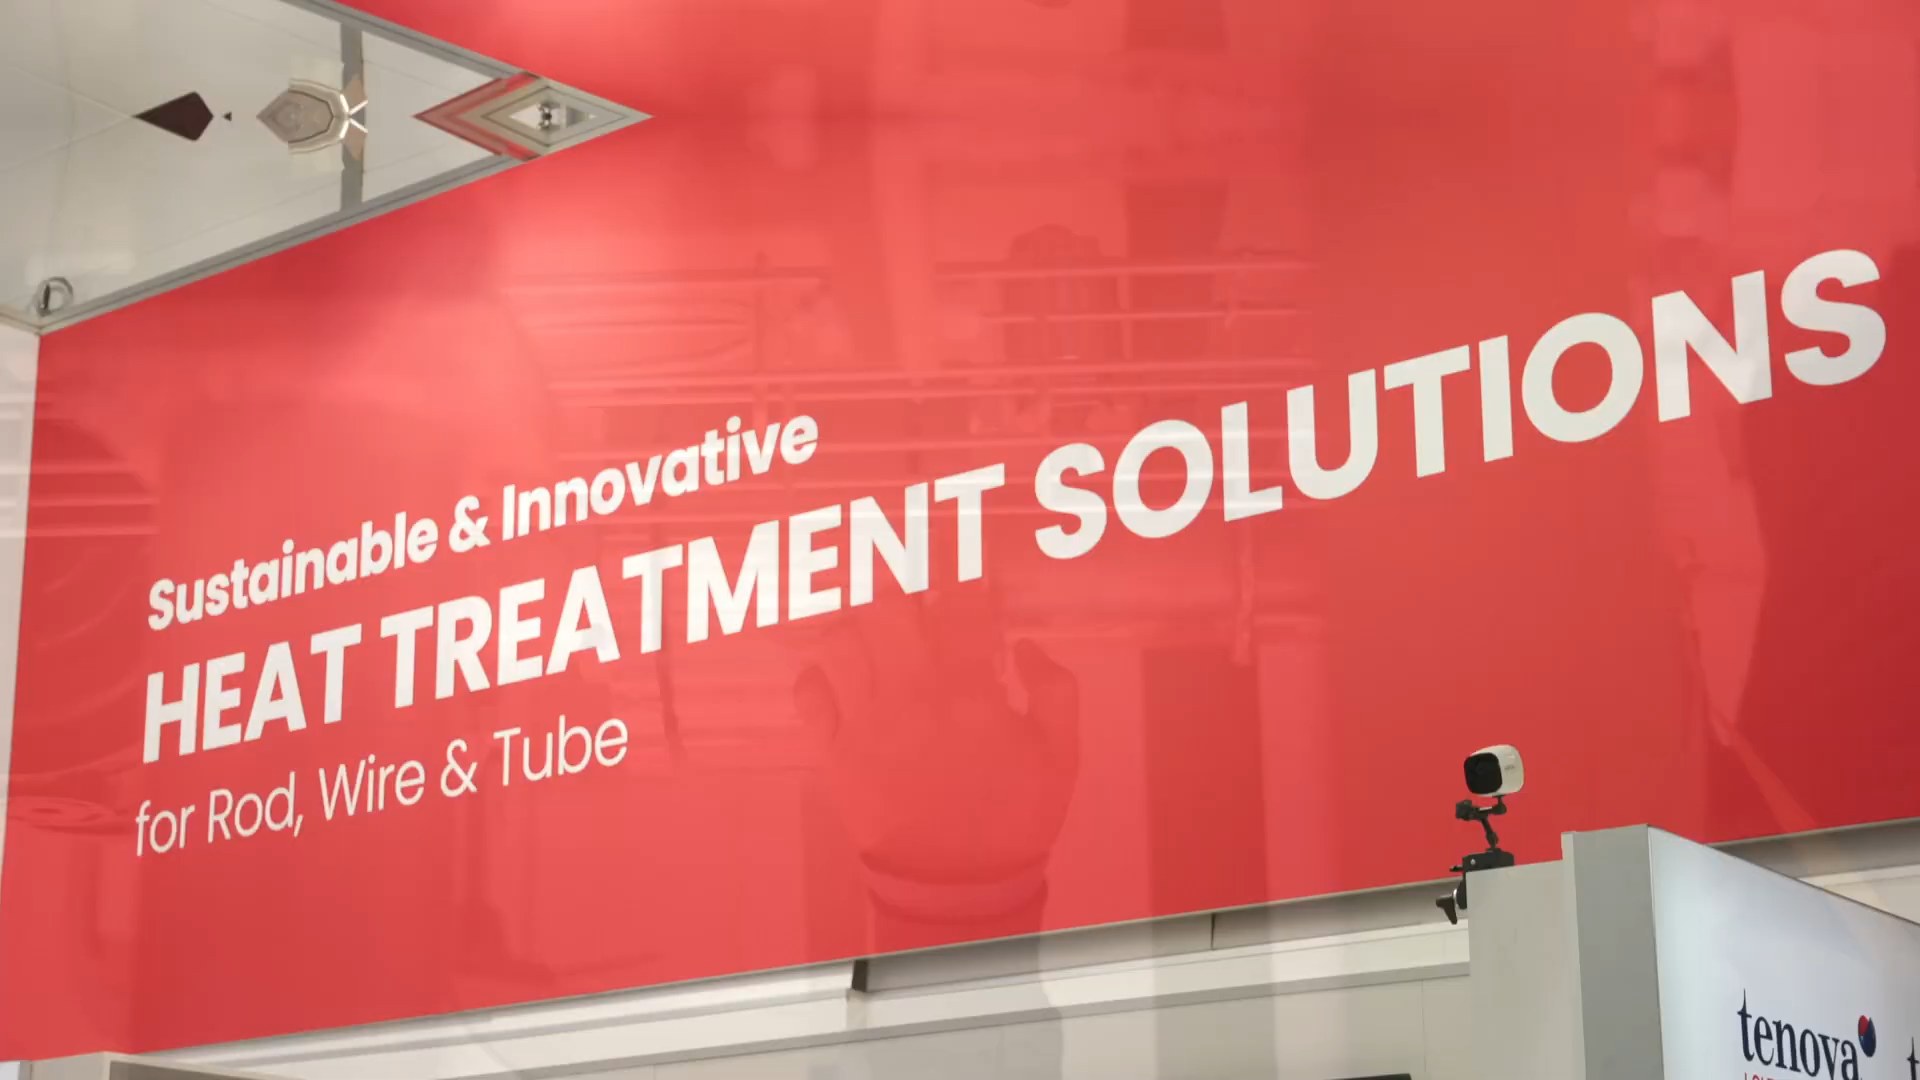 Sustainable & Innovative
HEAT TREATMENT SOLUTIONS
for Rod, Wire & Tube
tenova